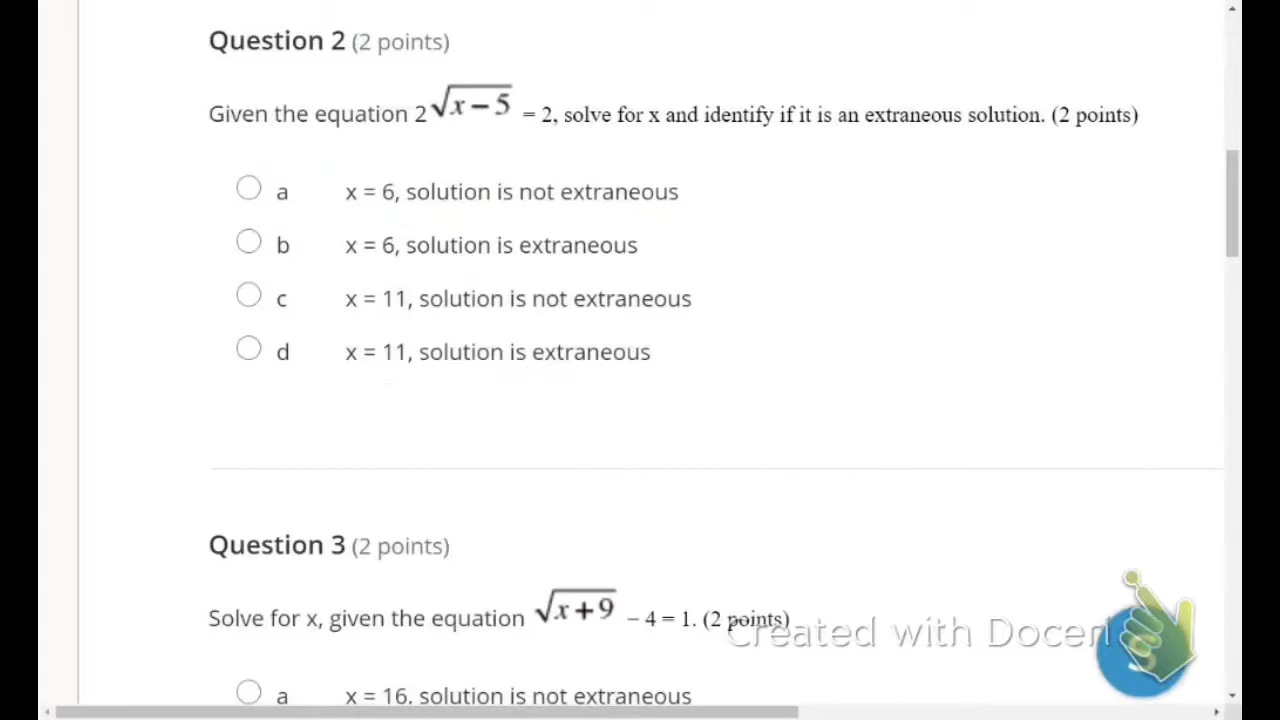 Question 2 (2 points)
Given the equation 2√x − 5 = 2, solve for x and identify if it is an extraneous solution. (2 points)
a x = 6, solution is not extraneous
b x = 6, solution is extraneous
c x = 11, solution is not extraneous
d x = 11, solution is extraneous
Question 3 (2 points)
Solve for x, given the equation √x + 9 − 4 = 1. (2 points)
Created with Doceri
a x = 16, solution is not extraneous